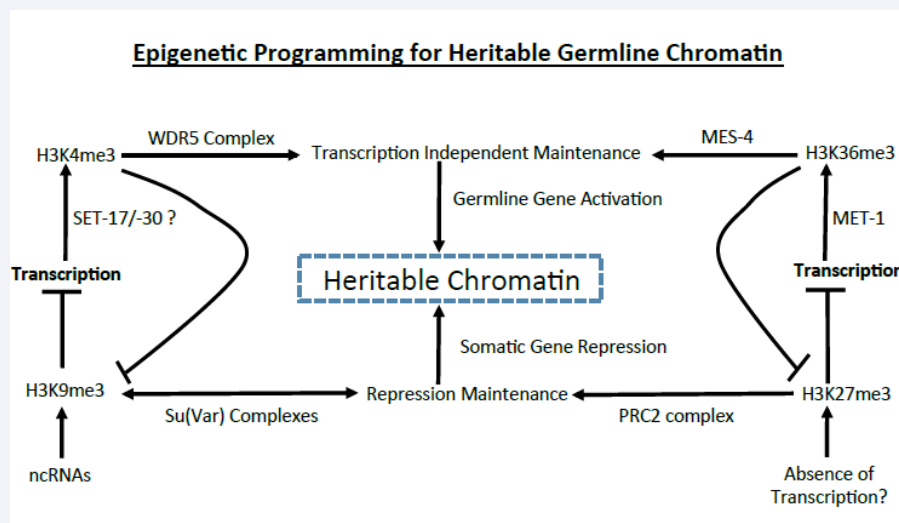 Epigenetic Programming for Heritable Germline Chromatin
WDR5 Complex
MES-4
H3K4me3
Transcription Independent Maintenance
H3K36me3
Germline Gene Activation
SET-17/-30 ?
MET-1
Transcription
Heritable Chromatin
Transcription
Somatic Gene Repression
H3K9me3
Repression Maintenance
H3K27me3
Su(Var) Complexes
PRC2 complex
ncRNAs
Absence of
Transcription?